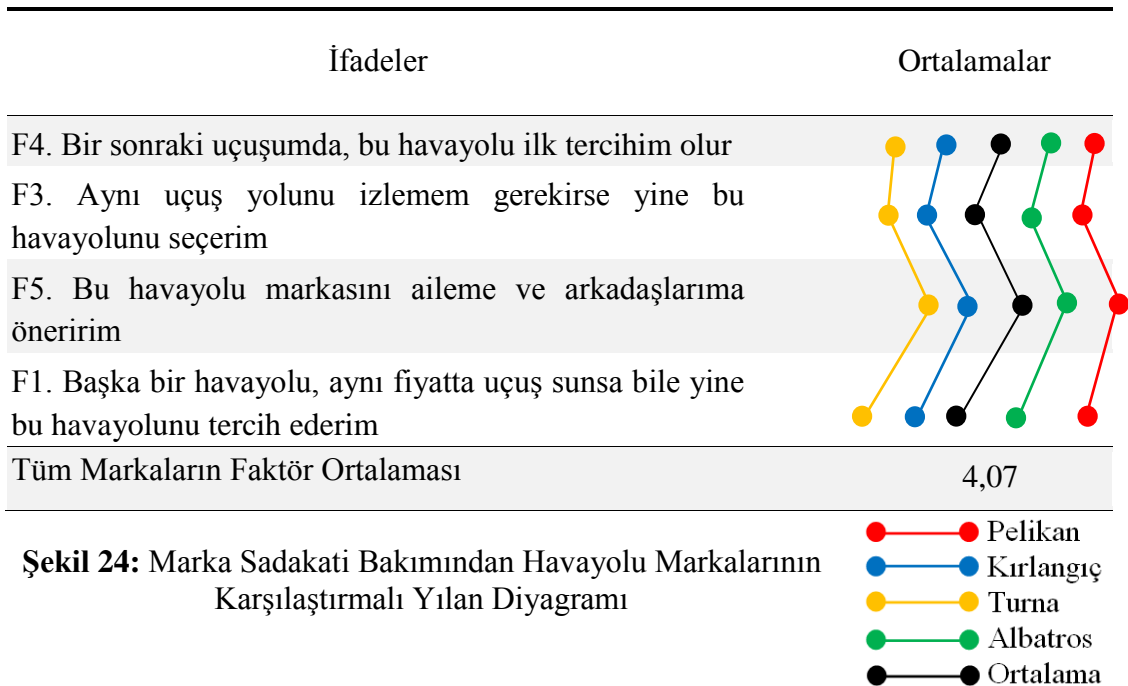 İfadeler
Ortalamalar
F4. Bir sonraki uçuşumda, bu havayolu ilk tercihim olur
F3. Aynı uçuş yolunu izlemem gerekirse yine bu
havayolunu seçerim
F5. Bu havayolu markasını aileme ve arkadaşlarıma
öneririm
F1. Başka bir havayolu, aynı fiyatta uçuş sunsa bile yine
bu havayolunu tercih ederim
Tüm Markaların Faktör Ortalaması
4,07
Şekil 24: Marka Sadakati Bakımından Havayolu Markalarının
Karşılaştırmalı Yılan Diyagramı
Pelikan
Kırlangıç
Turna
Albatros
Ortalama